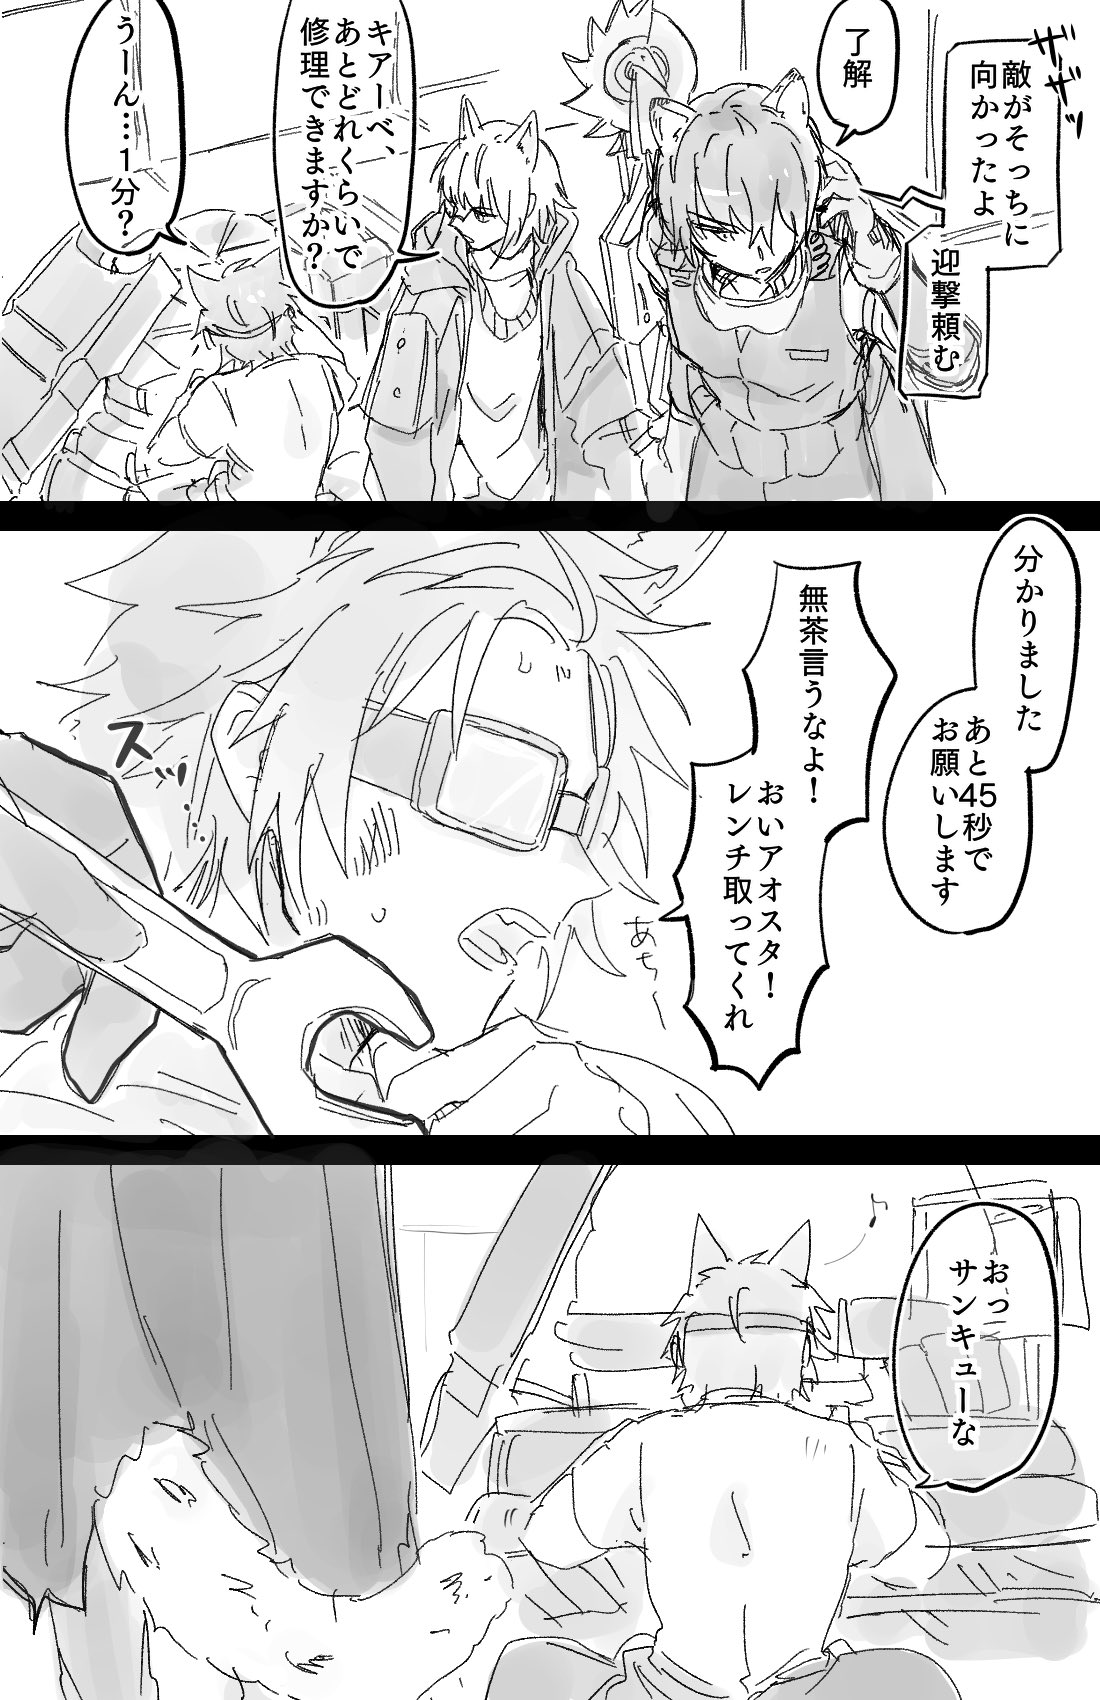 ザザッ
敵がそっちに
向かったよ
迎撃頼む
了解
キアーベ、
あとどれくらいで
修理できますか？
うーん…１分？
分かりました
あと45秒で
お願いします
無茶言うなよ！
おいアオスタ！
レンチ取ってくれ
あちー
スッ…
おっ
サンキューな